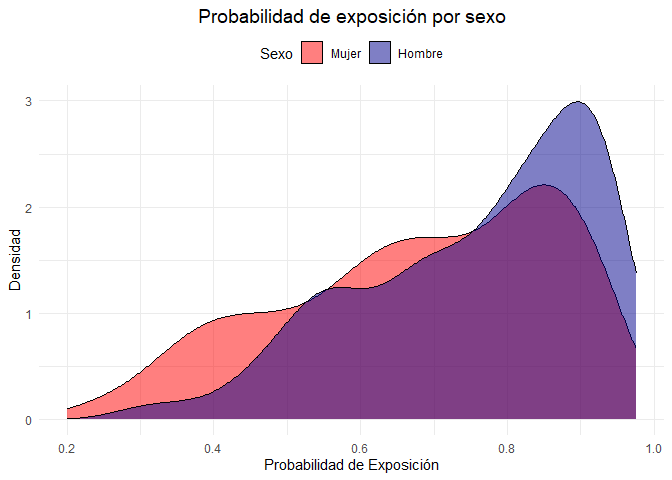 Probabilidad de exposición por sexo
Sexo Mujer Hombre
3
2
1
0
Densidad
0.2 0.4 0.6 0.8 1.0
Probabilidad de Exposición